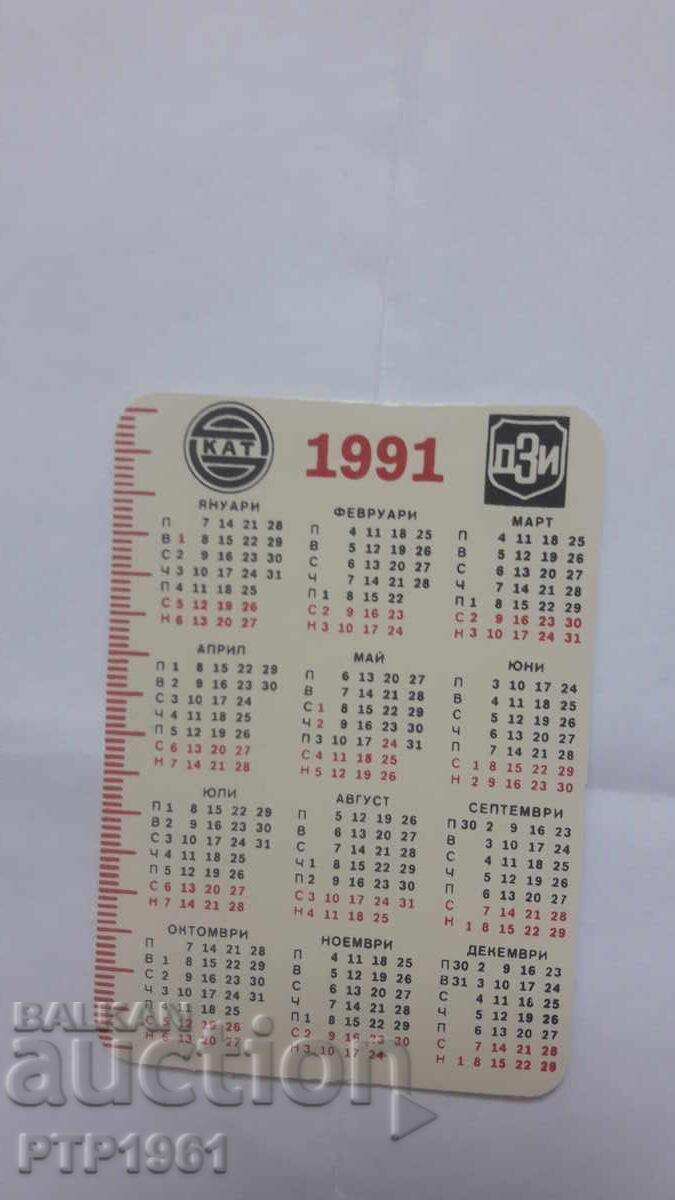 КАТ 1991 ДЗИ
ЯНУАРИ
П 7 14 21 28
В 1 8 15 22 29
С 2 9 16 23 30
Ч 3 10 17 24 31
П 4 11 18 25
С 5 12 19 26
Н 6 13 20 27
ФЕВРУАРИ
П 4 11 18 25
В 5 12 19 26
С 6 13 20 27
Ч 7 14 21 28
П 1 8 15 22
С 2 9 16 23
Н 3 10 17 24
МАРТ
П 4 11 18 25
В 5 12 19 26
С 6 13 20 27
Ч 7 14 21 28
П 1 8 15 22 29
С 2 9 16 23 30
Н 3 10 17 24 31
АПРИЛ
П 1 8 15 22 29
В 2 9 16 23 30
С 3 10 17 24
Ч 4 11 18 25
П 5 12 19 26
С 6 13 20 27
Н 7 14 21 28
МАЙ
П 6 13 20 27
В 7 14 21 28
С 1 8 15 22 29
Ч 2 9 16 23 30
П 3 10 17 24 31
С 4 11 18 25
Н 5 12 19 26
ЮНИ
П 3 10 17 24
В 4 11 18 25
С 5 12 19 26
Ч 6 13 20 27
П 7 14 21 28
С 1 8 15 22 29
Н 2 9 16 23 30
ЮЛИ
П 1 8 15 22 29
В 2 9 16 23 30
С 3 10 17 24 31
Ч 4 11 18 25
П 5 12 19 26
С 6 13 20 27
Н 7 14 21 28
АВГУСТ
П 5 12 19 26
В 6 13 20 27
С 7 14 21 28
Ч 1 8 15 22 29
П 2 9 16 23 30
С 3 10 17 24 31
Н 4 11 18 25
СЕПТЕМВРИ
П 30 2 9 16 23
В 3 10 17 24
С 4 11 18 25
Ч 5 12 19 26
П 6 13 20 27
С 7 14 21 28
Н 1 8 15 22 29
ОКТОМВРИ
П 7 14 21 28
В 1 8 15 22 29
С 2 9 16 23 30
Ч 3 10 17 24 31
П 4 11 18 25
С 5 12 19 26
Н 6 13 20 27
НОЕМВРИ
П 4 11 18 25
В 5 12 19 26
С 6 13 20 27
Ч 7 14 21 28
П 1 8 15 22 29
С 2 9 16 23 30
Н 3 10 17 24
ДЕКЕМВРИ
П 30 2 9 16 23
В 31 3 10 17 24
С 4 11 18 25
Ч 5 12 19 26
П 6 13 20 27
С 7 14 21 28
Н 1 8 15 22 29
BALKAN
auction
PTP1961